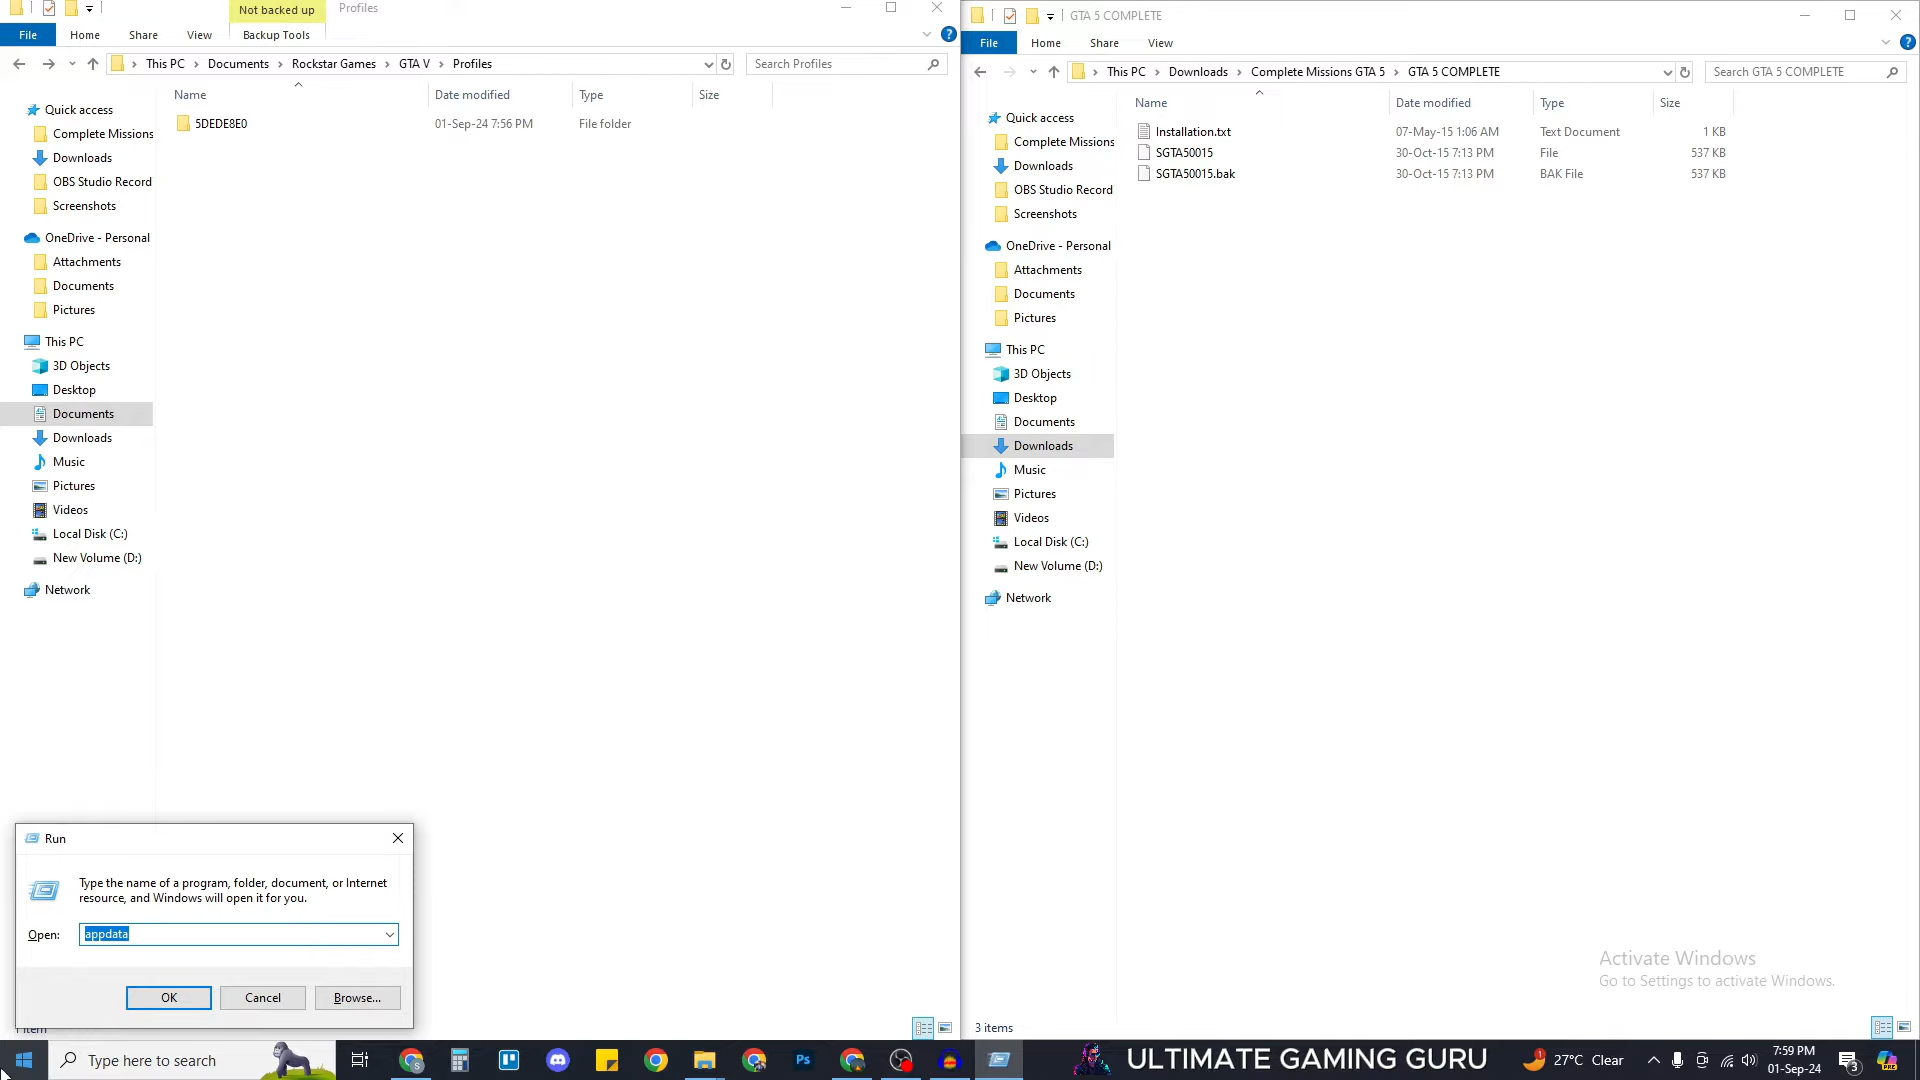 Not backed up
Profiles
File
Home
Share
View
Backup Tools
This PC
Documents
Rockstar Games
GTA V
Profiles
Search Profiles
Name
Date modified
Type
Size
5DEDE8E0
01-Sep-24 7:56 PM
File folder
Quick access
Complete Missions
Downloads
OBS Studio Record
Screenshots
OneDrive - Personal
Attachments
Documents
Pictures
This PC
3D Objects
Desktop
Documents
Downloads
Music
Pictures
Videos
Local Disk (C:)
New Volume (D:)
Network
1 item
GTA 5 COMPLETE
File
Home
Share
View
This PC
Downloads
Complete Missions GTA 5
GTA 5 COMPLETE
Search GTA 5 COMPLETE
Name
Date modified
Type
Size
Installation.txt
07-May-15 1:06 AM
Text Document
1 KB
SGTA50015
30-Oct-15 7:13 PM
File
537 KB
SGTA50015.bak
30-Oct-15 7:13 PM
BAK File
537 KB
Quick access
Complete Missions
Downloads
OBS Studio Record
Screenshots
OneDrive - Personal
Attachments
Documents
Pictures
This PC
3D Objects
Desktop
Documents
Downloads
Music
Pictures
Videos
Local Disk (C:)
New Volume (D:)
Network
3 items
Run
Type the name of a program, folder, document, or Internet
resource, and Windows will open it for you.
Open:
appdata
OK
Cancel
Browse...
Activate Windows
Go to Settings to activate Windows.
Type here to search
Ps
ULTIMATE GAMING GURU
27°C Clear
7:59 PM
01-Sep-24
3